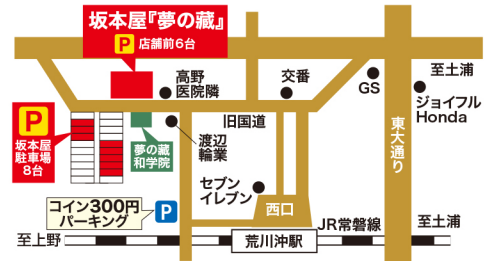 坂本屋『夢の藏』
P 店舗前6台
高野
医院隣
交番
GS
至土浦
ジョイフル
Honda
P
坂本屋
駐車場
8台
夢の藏
和学院
渡辺
輪業
旧国道
東大通り
セブン
イレブン
コイン300円
パーキング
P
西口
JR常磐線
至土浦
至上野
荒川沖駅